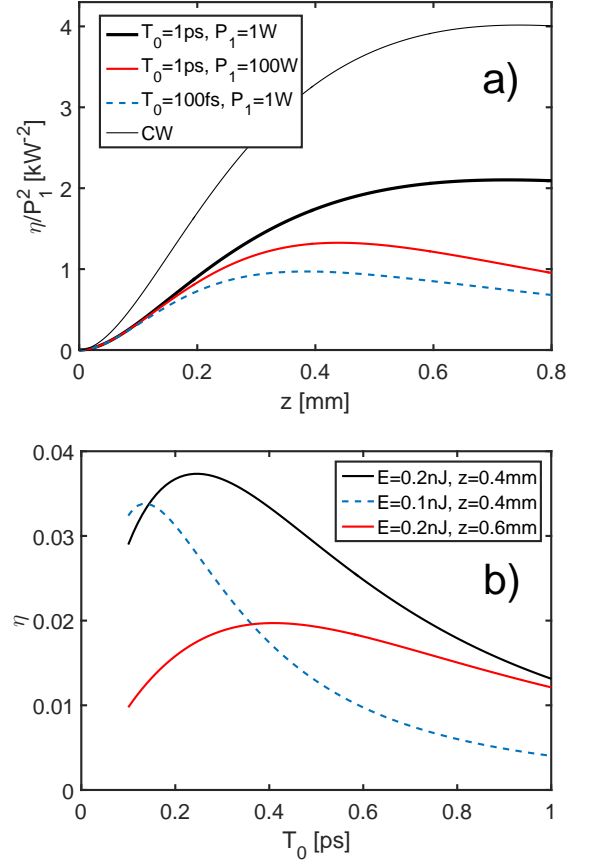 a)
T₀=1ps, P₁=1W
T₀=1ps, P₁=100W
T₀=100fs, P₁=1W
CW
η/P₁² [kW⁻²]
4
3
2
1
0
0
0.2
0.4
0.6
0.8
z [mm]
b)
E=0.2nJ, z=0.4mm
E=0.1nJ, z=0.4mm
E=0.2nJ, z=0.6mm
η
0.04
0.03
0.02
0.01
0
0
0.2
0.4
0.6
0.8
1
T₀ [ps]